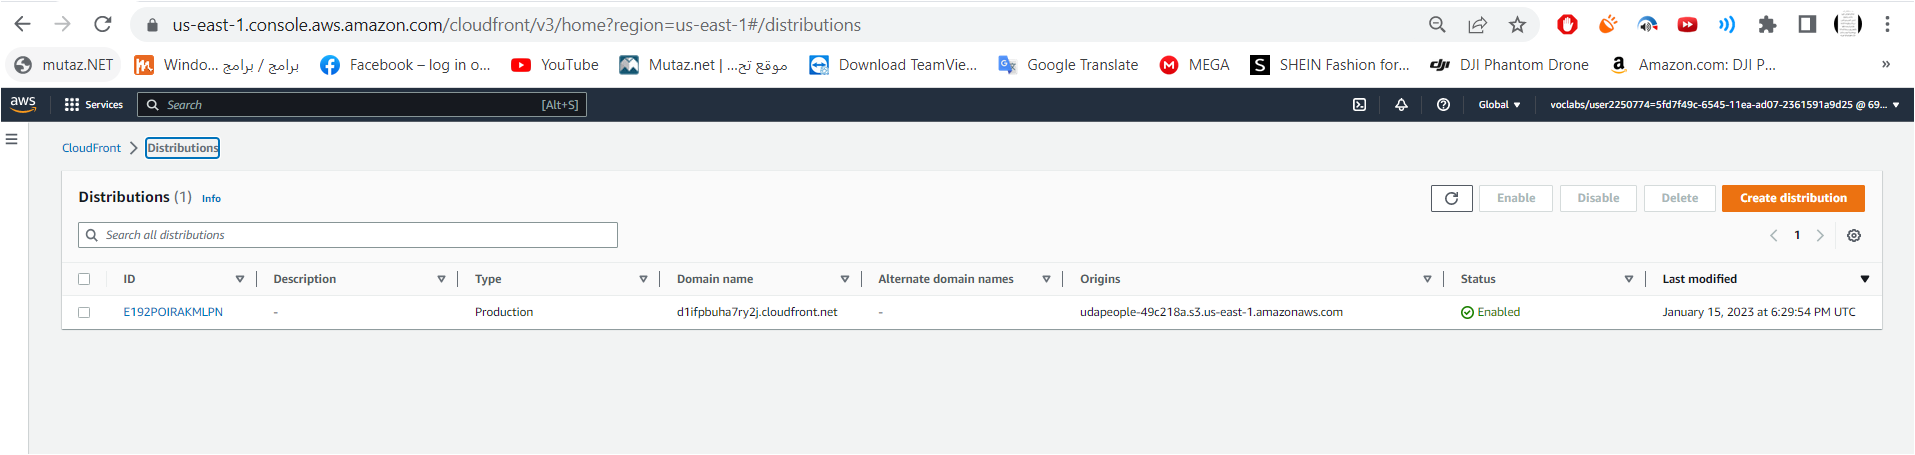 us-east-1.console.aws.amazon.com/cloudfront/v3/home?region=us-east-1#/distributions
mutaz.NET Windo... برامج / برامج Facebook – log in o... YouTube Mutaz.net | موقع تح... Download TeamVie... Google Translate MEGA SHEIN Fashion for... DJI Phantom Drone Amazon.com: DJI P... »
aws Services Search [Alt+S] Global voclabs/user2250774=5fd7f49c-6545-11ea-ad07-2361591a9d25 @ 69...
CloudFront Distributions
Distributions (1) Info Enable Disable Delete Create distribution
Search all distributions 1
ID Description Type Domain name Alternate domain names Origins Status Last modified
E192POIRAKMLPN - Production d1ifpbuha7ry2j.cloudfront.net - udapeople-49c218a.s3.us-east-1.amazonaws.com Enabled January 15, 2023 at 6:29:54 PM UTC